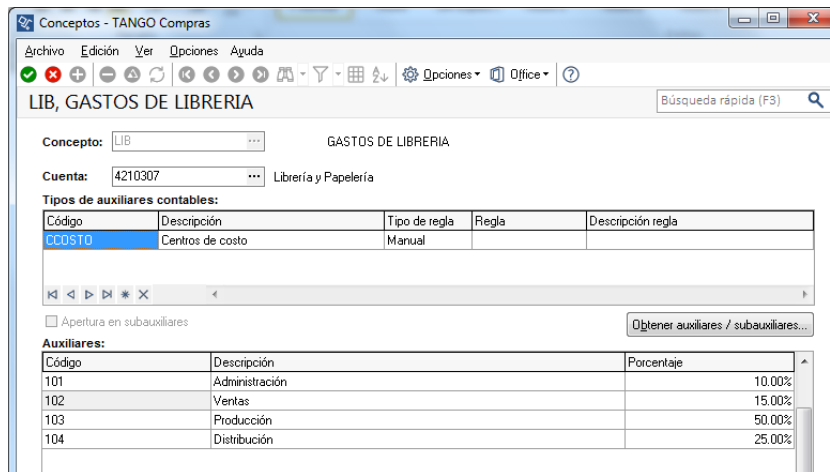 Conceptos - TANGO Compras
Archivo Edición Ver Opciones Ayuda
Opciones Office
LIB, GASTOS DE LIBRERIA
Búsqueda rápida (F3)
Concepto: LIB ... GASTOS DE LIBRERIA
Cuenta: 4210307 ... Librería y Papelería
Tipos de auxiliares contables:
Código Descripción Tipo de regla Regla Descripción regla
CCOSTO Centros de costo Manual
Apertura en subauxiliares
Obtener auxiliares / subauxiliares...
Auxiliares:
Código Descripción Porcentaje
101 Administración 10.00%
102 Ventas 15.00%
103 Producción 50.00%
104 Distribución 25.00%